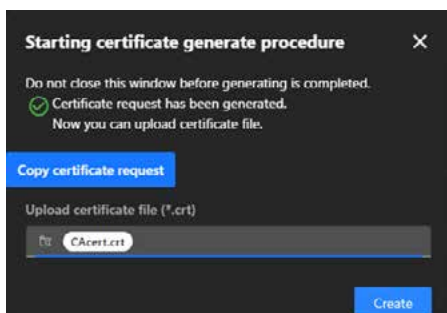 Starting certificate generate procedure
Do not close this window before generating is completed.
Certificate request has been generated.
Now you can upload certificate file.
Copy certificate request
Upload certificate file (*.crt)
CAcert.crt
Create